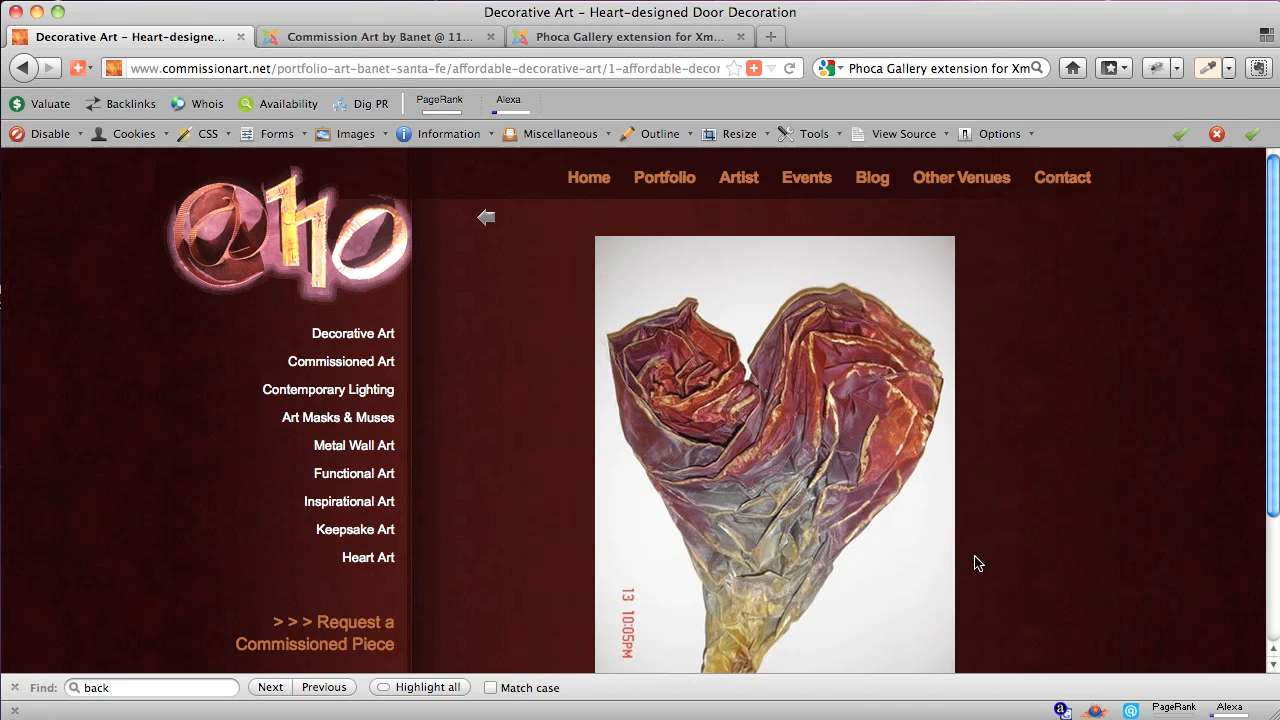 Decorative Art – Heart-designed Door Decoration
Decorative Art – Heart-designe...
Commission Art by Banet @ 11...
Phoca Gallery extension for Xm...
www.commissionart.net/portfolio-art-banet-santa-fe/affordable-decorative-art/1-affordable-decor
Phoca Gallery extension for Xm
Valuate
Backlinks
Whois
Availability
Dig PR
PageRank
Alexa
Disable
Cookies
CSS
Forms
Images
Information
Miscellaneous
Outline
Resize
Tools
View Source
Options
Home
Portfolio
Artist
Events
Blog
Other Venues
Contact
Decorative Art
Commissioned Art
Contemporary Lighting
Art Masks & Muses
Metal Wall Art
Functional Art
Inspirational Art
Keepsake Art
Heart Art
> > > Request a
Commissioned Piece
13 10:05PM
Find:
back
Next
Previous
Highlight all
Match case
PageRank
Alexa